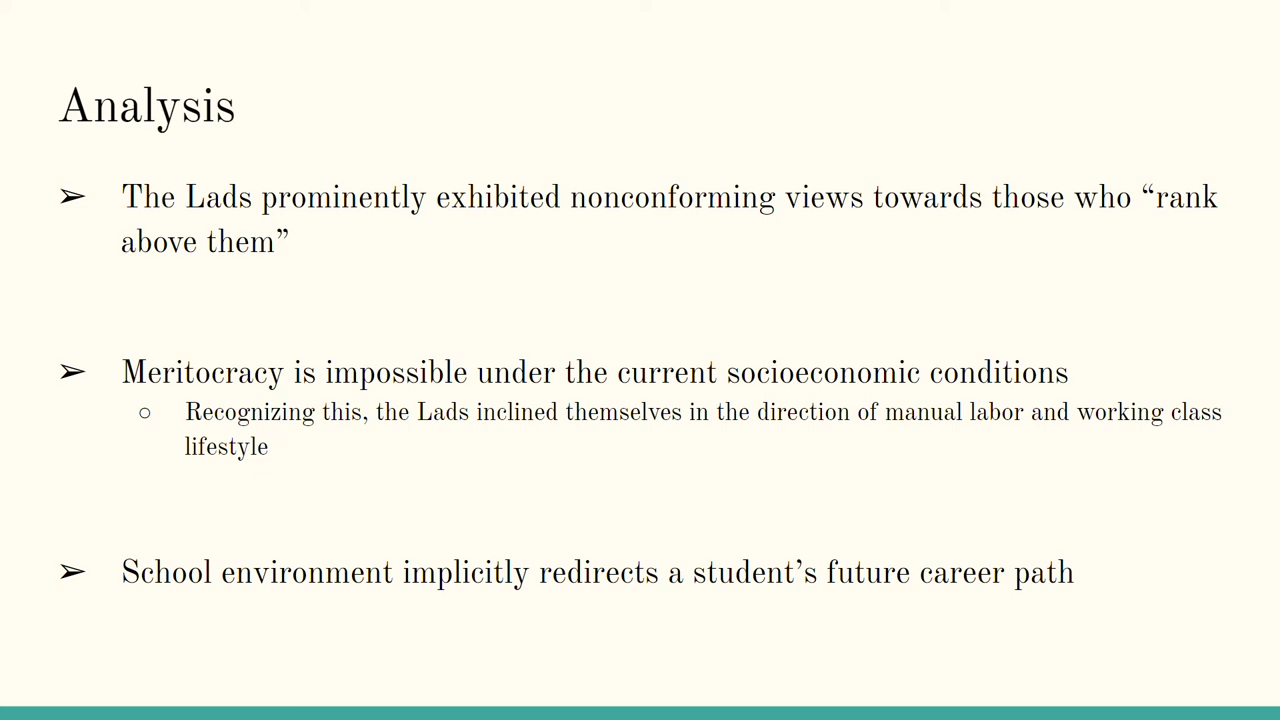 Analysis
➢ The Lads prominently exhibited nonconforming views towards those who “rank
above them”
➢ Meritocracy is impossible under the current socioeconomic conditions
○ Recognizing this, the Lads inclined themselves in the direction of manual labor and working class
lifestyle
➢ School environment implicitly redirects a student’s future career path